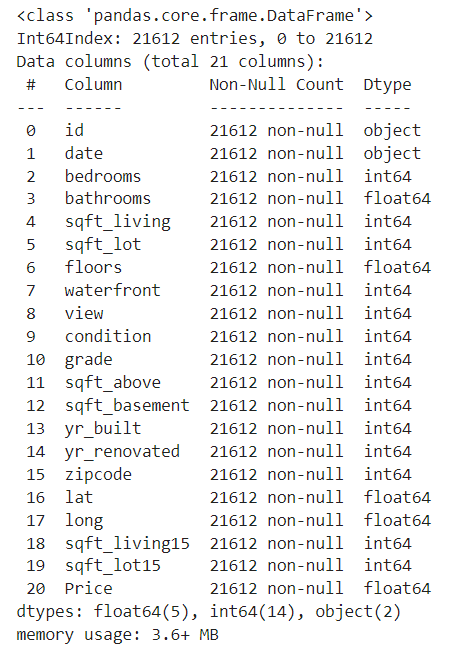 <class 'pandas.core.frame.DataFrame'>
Int64Index: 21612 entries, 0 to 21612
Data columns (total 21 columns):
 #   Column         Non-Null Count  Dtype
---  ------         --------------  -----
 0   id             21612 non-null  object
 1   date           21612 non-null  object
 2   bedrooms       21612 non-null  int64
 3   bathrooms      21612 non-null  float64
 4   sqft_living    21612 non-null  int64
 5   sqft_lot       21612 non-null  int64
 6   floors         21612 non-null  float64
 7   waterfront     21612 non-null  int64
 8   view           21612 non-null  int64
 9   condition      21612 non-null  int64
 10  grade          21612 non-null  int64
 11  sqft_above     21612 non-null  int64
 12  sqft_basement  21612 non-null  int64
 13  yr_built       21612 non-null  int64
 14  yr_renovated   21612 non-null  int64
 15  zipcode        21612 non-null  int64
 16  lat            21612 non-null  float64
 17  long           21612 non-null  float64
 18  sqft_living15  21612 non-null  int64
 19  sqft_lot15     21612 non-null  int64
 20  Price          21612 non-null  float64
dtypes: float64(5), int64(14), object(2)
memory usage: 3.6+ MB